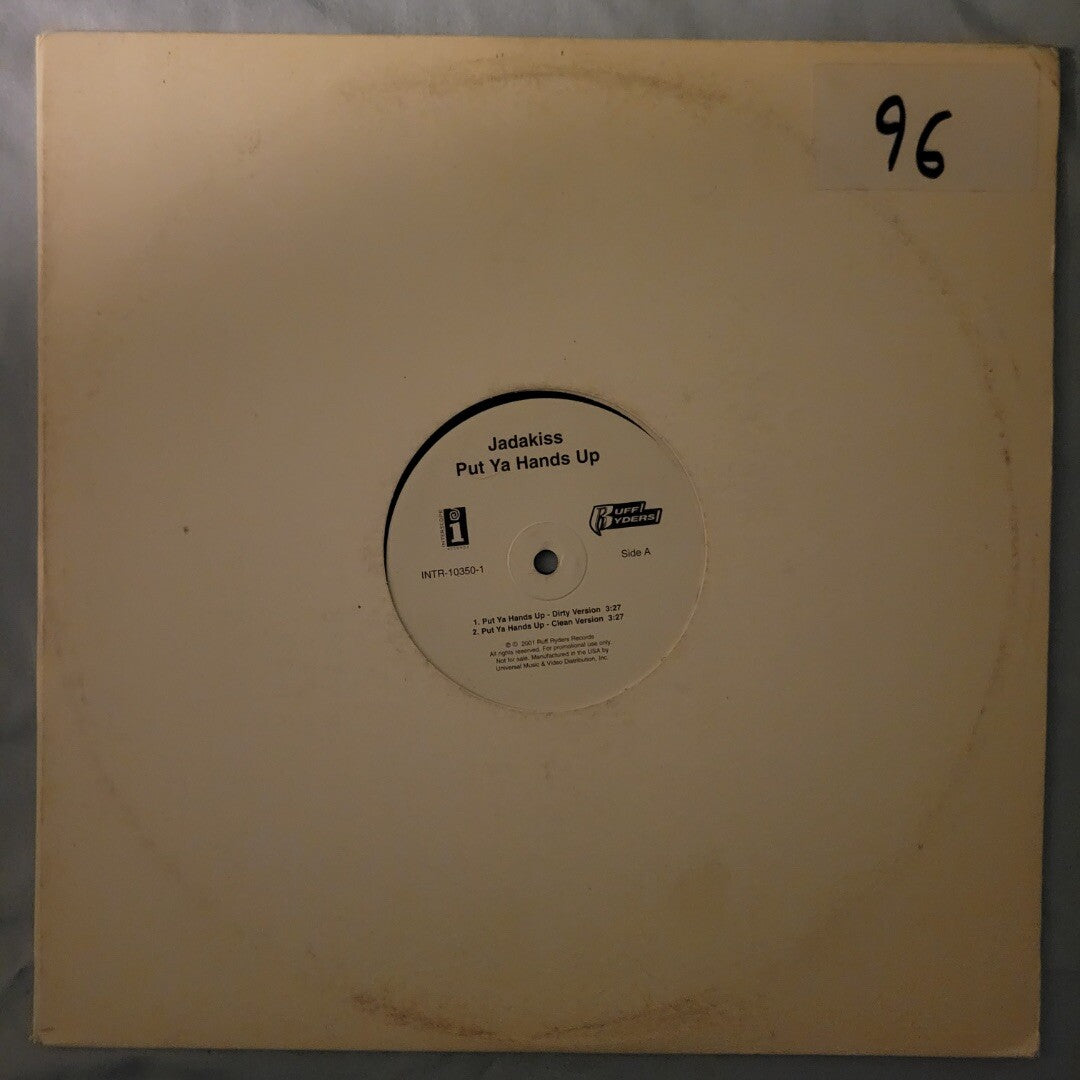 96
Jadakiss
Put Ya Hands Up
INTERSCOPE
RECORDS
RUFF
RYDERS
INTR-10350-1
Side A
1. Put Ya Hands Up - Dirty Version 3:27
2. Put Ya Hands Up - Clean Version 3:27
℗ © 2001 Ruff Ryders Records
All rights reserved. For promotional use only.
Not for sale. Manufactured in the USA by
Universal Music & Video Distribution, Inc.